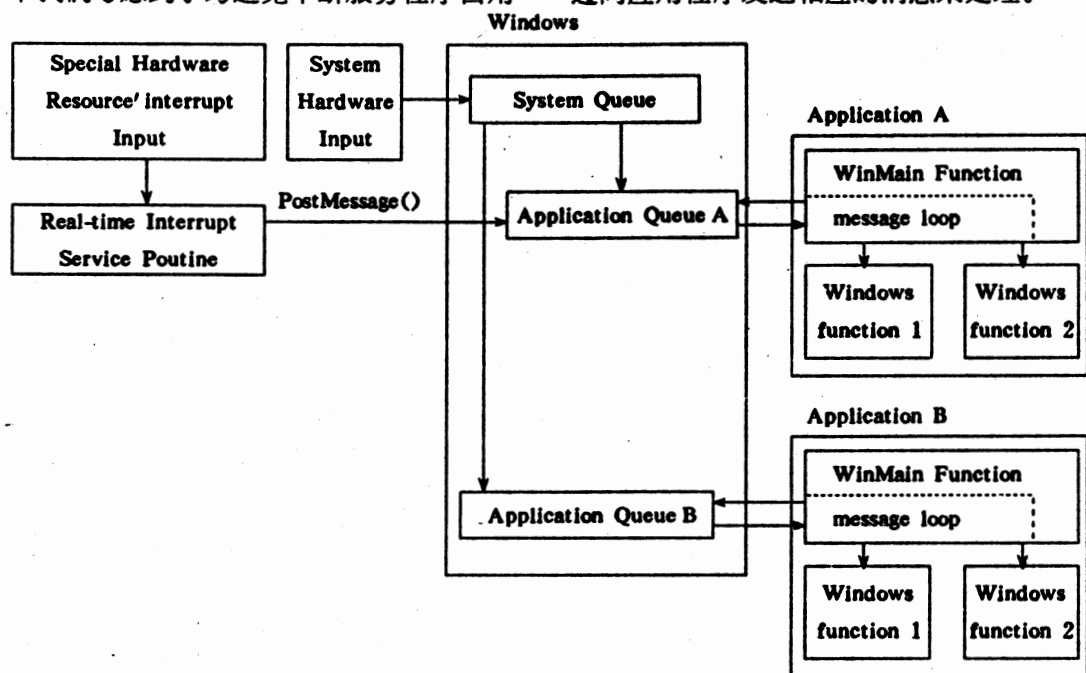 Windows
Special Hardware
Resource' interrupt
Input
System
Hardware
Input
System Queue
Application A
WinMain Function
message loop
PostMessage()
Application Queue A
Real-time Interrupt
Service Poutine
Windows
function 1
Windows
function 2
Application B
WinMain Function
message loop
Application Queue B
Windows
function 1
Windows
function 2